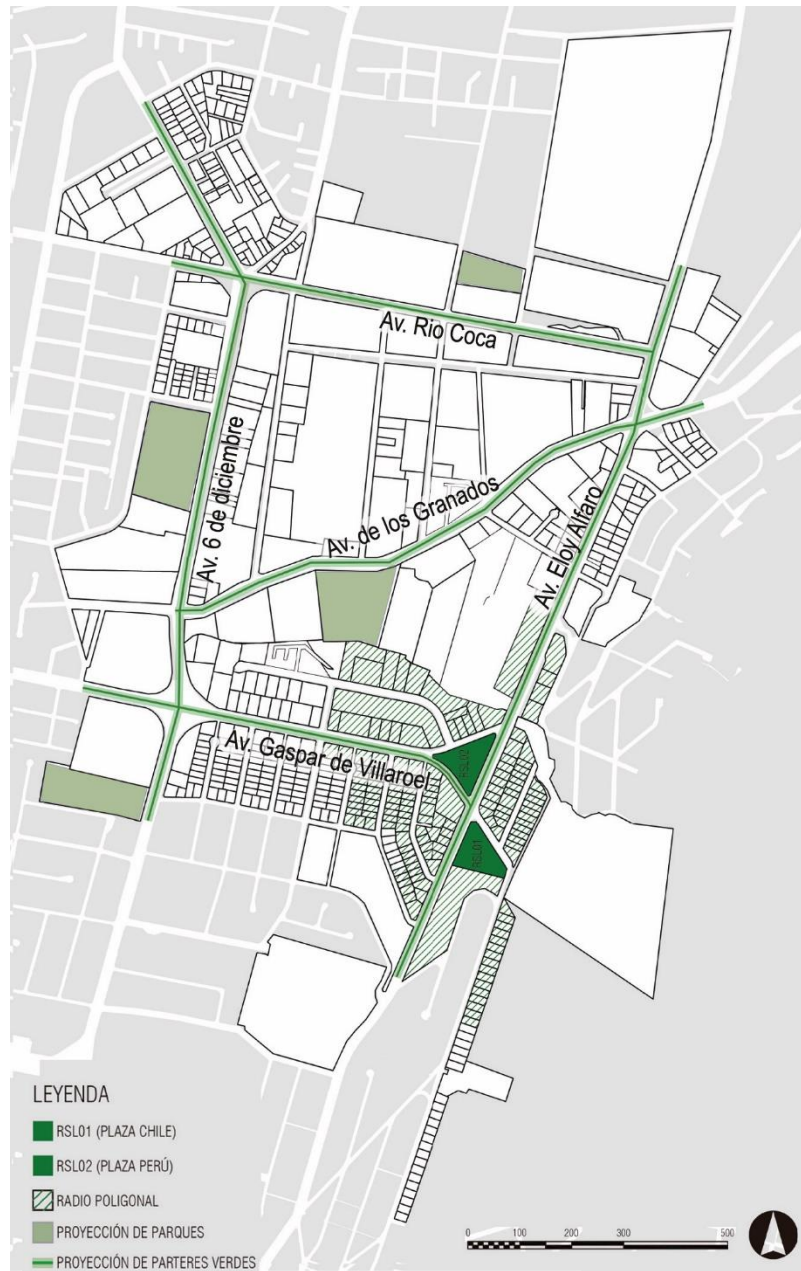 Av. Rio Coca
Av. 6 de diciembre
Av. de los Granados
Av. Eloy Alfaro
Av. Gaspar de Villaroel
RSL02
RSL01
LEYENDA
RSL01 (PLAZA CHILE)
RSL02 (PLAZA PERÚ)
RADIO POLIGONAL
PROYECCIÓN DE PARQUES
PROYECCIÓN DE PARTERES VERDES
0 100 200 300 500